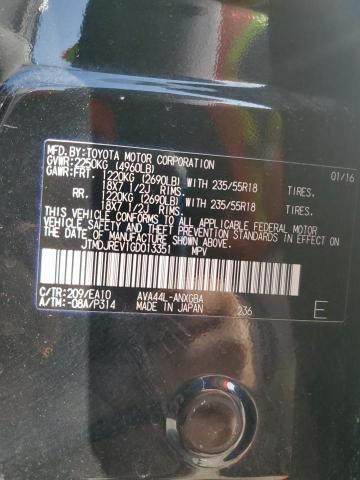 MFD.BY:TOYOTA MOTOR CORPORATION 01/16
GVWR:2250KG (4960LB)
GAWR:FRT. 1220KG (2690LB) WITH 235/55R18 TIRES.
18X7 1/2J RIMS.
RR. 1220KG (2690LB) WITH 235/55R18 TIRES.
18X7 1/2J RIMS.
THIS VEHICLE CONFORMS TO ALL APPLICABLE FEDERAL MOTOR
VEHICLE SAFETY AND THEFT PREVENTION STANDARDS IN EFFECT
ON THE DATE OF MANUFACTURE SHOWN ABOVE.
JTMDJREV1GD013351 MPV
C/TR:209/EA10 AVA44L-ANXGBA
A/TM:-08A/P314 MADE IN JAPAN 236 E